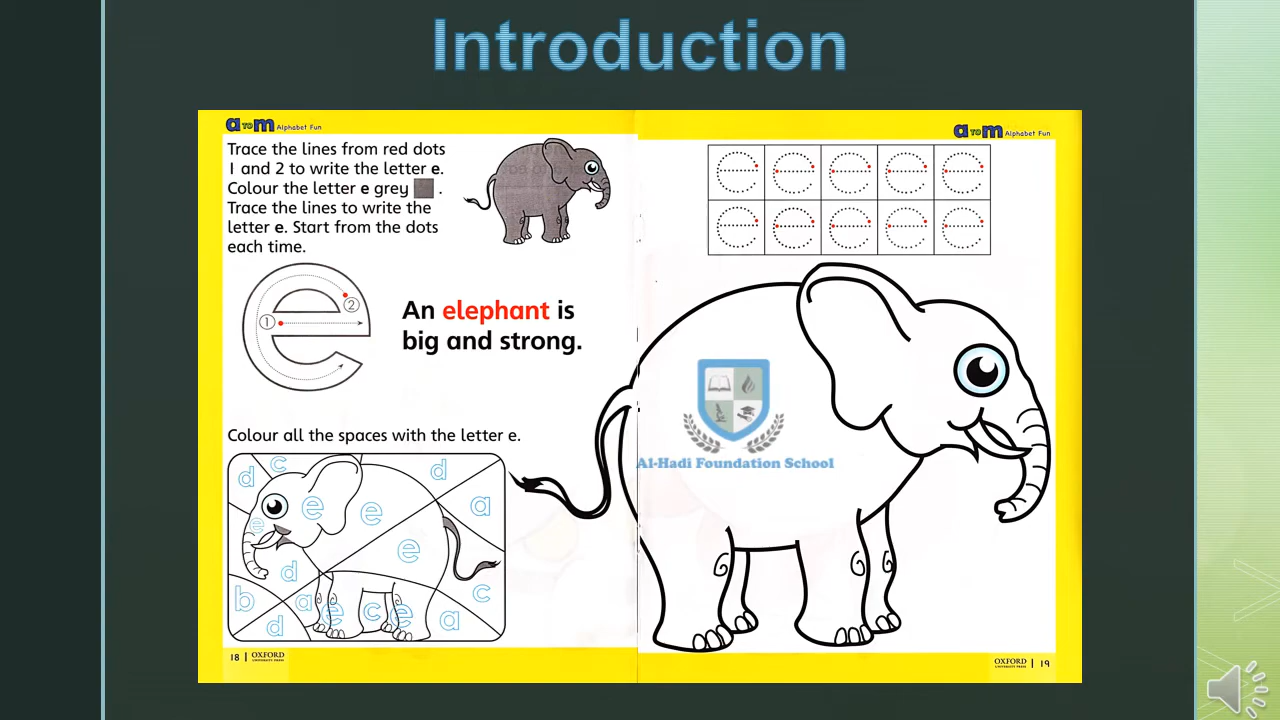 Introduction
a TO m Alphabet Fun
Trace the lines from red dots
1 and 2 to write the letter e.
Colour the letter e grey .
Trace the lines to write the
letter e. Start from the dots
each time.
e
1
2
An elephant is
big and strong.
Colour all the spaces with the letter e.
d c d
e e e a
e
d
b a e c e c
d a
18 | OXFORD
UNIVERSITY PRESS
a TO m Alphabet Fun
e e e e e
e e e e e
Al-Hadi Foundation School
OXFORD
UNIVERSITY PRESS | 19